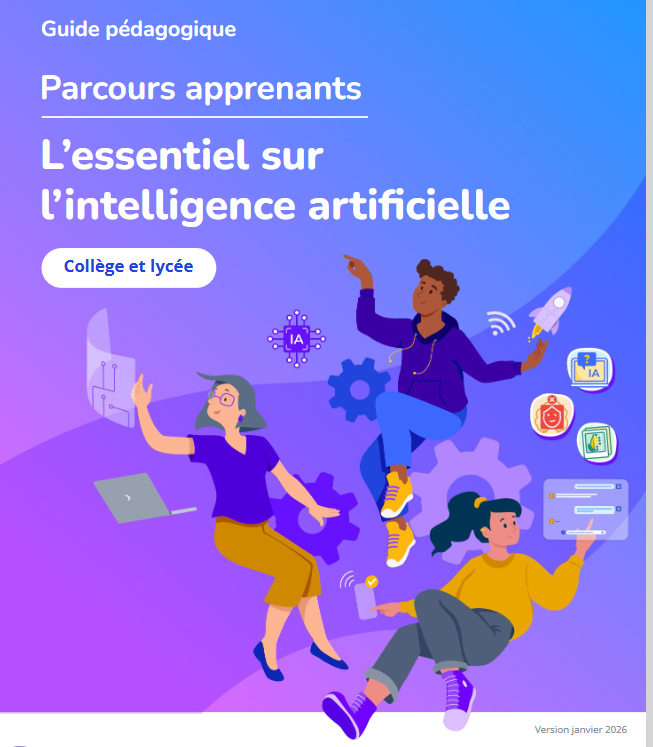 Guide pédagogique
Parcours apprenants
L'essentiel sur
l'intelligence artificielle
Collège et lycée
IA
?
IA
Version janvier 2026